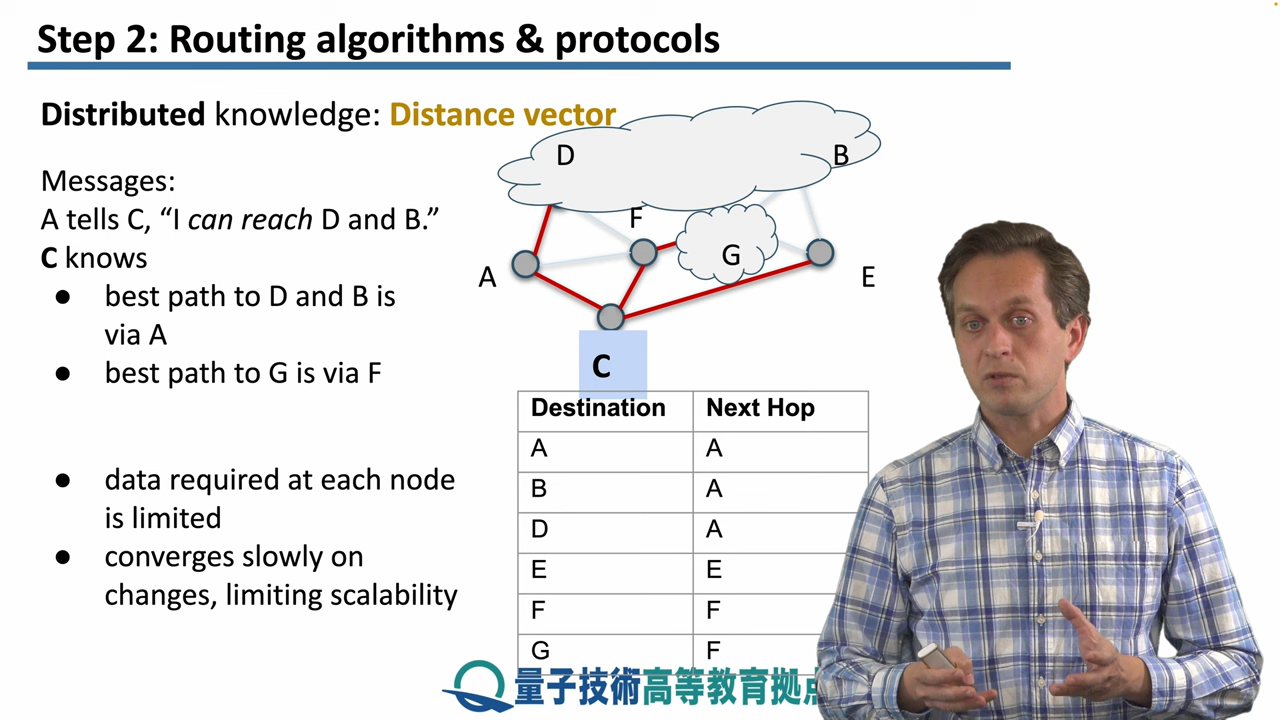 Step 2: Routing algorithms & protocols
Distributed knowledge: Distance vector
Messages:
A tells C, “I can reach D and B.”
C knows
● best path to D and B is
via A
● best path to G is via F
● data required at each node
is limited
● converges slowly on
changes, limiting scalability
D
B
F
G
A
E
C
Destination Next Hop
A A
B A
D A
E E
F F
G F
量子技術高等教育拠点